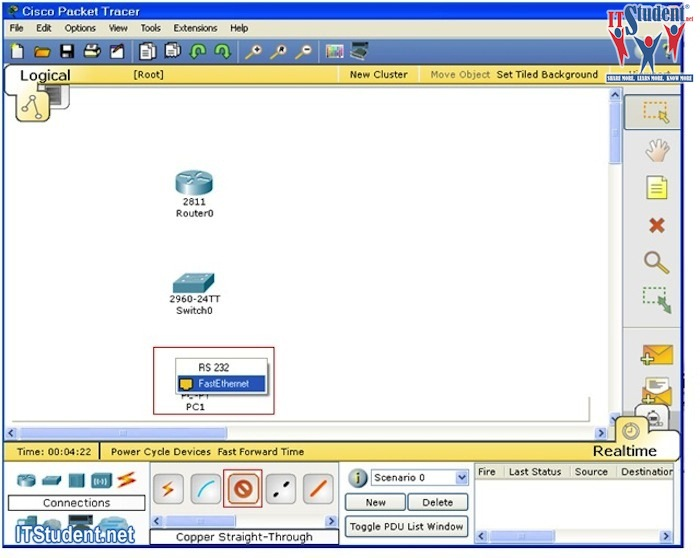 Cisco Packet Tracer
File Edit Options View Tools Extensions Help
ITStudent.net
SHARE MORE, LEARN MORE, KNOW MORE
Logical [Root] New Cluster Move Object Set Tiled Background
2811
Router0
2960-24TT
Switch0
RS 232
FastEthernet
PC-PT
PC1
Time: 00:04:22 Power Cycle Devices Fast Forward Time
Realtime
Scenario 0
Fire Last Status Source Destination
Connections
New Delete
Toggle PDU List Window
Copper Straight-Through
ITStudent.net